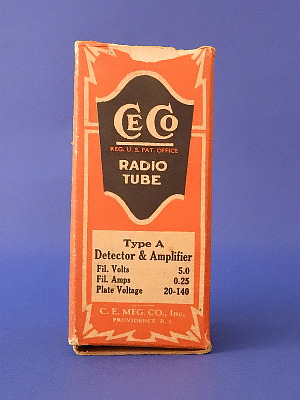 CECO
REG. U.S. PAT. OFFICE
RADIO
TUBE
Type A
Detector & Amplifier
Fil. Volts 5.0
Fil. Amps 0.25
Plate Voltage 20-140
C. E. MFG. CO., Inc.
PROVIDENCE, R. I.